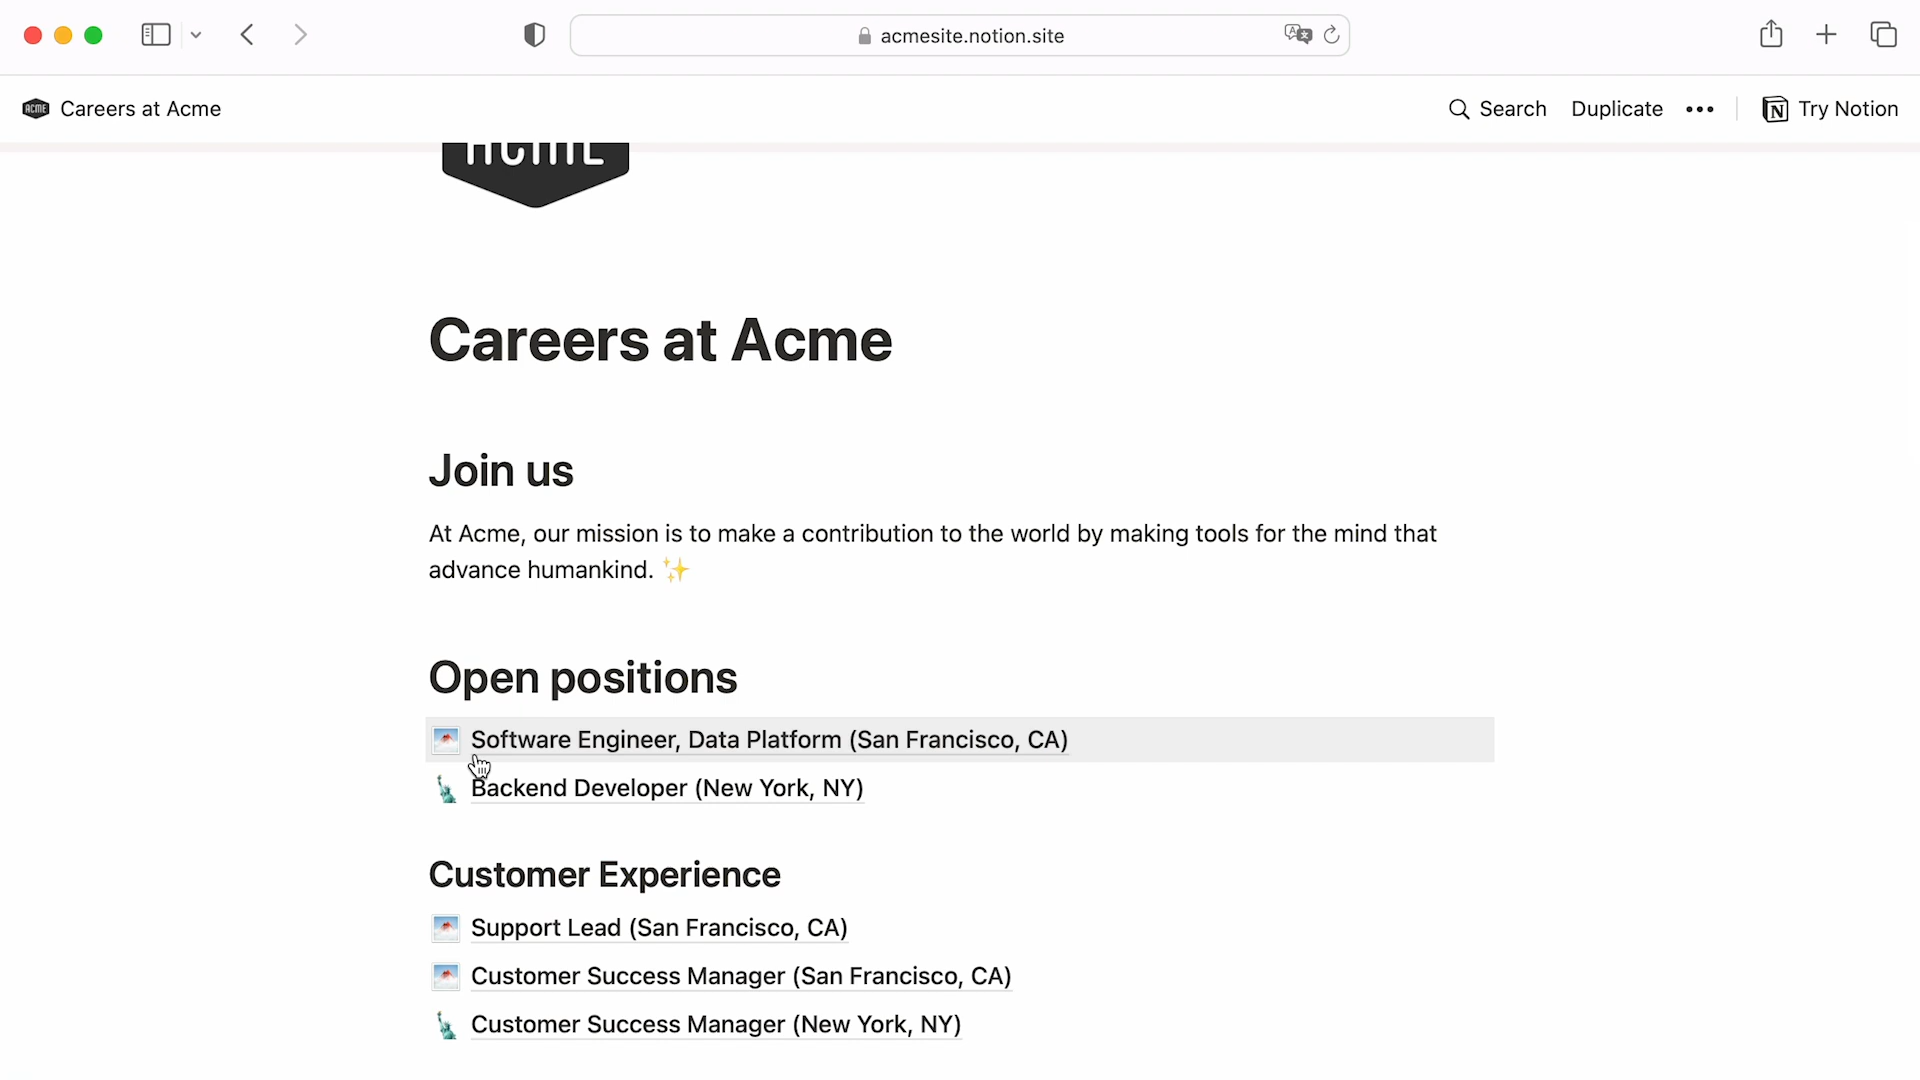 acmesite.notion.site
ACME Careers at Acme
Search Duplicate ••• Try Notion
ACME
Careers at Acme
Join us
At Acme, our mission is to make a contribution to the world by making tools for the mind that
advance humankind. ✨
Open positions
Software Engineer, Data Platform (San Francisco, CA)
Backend Developer (New York, NY)
Customer Experience
Support Lead (San Francisco, CA)
Customer Success Manager (San Francisco, CA)
Customer Success Manager (New York, NY)